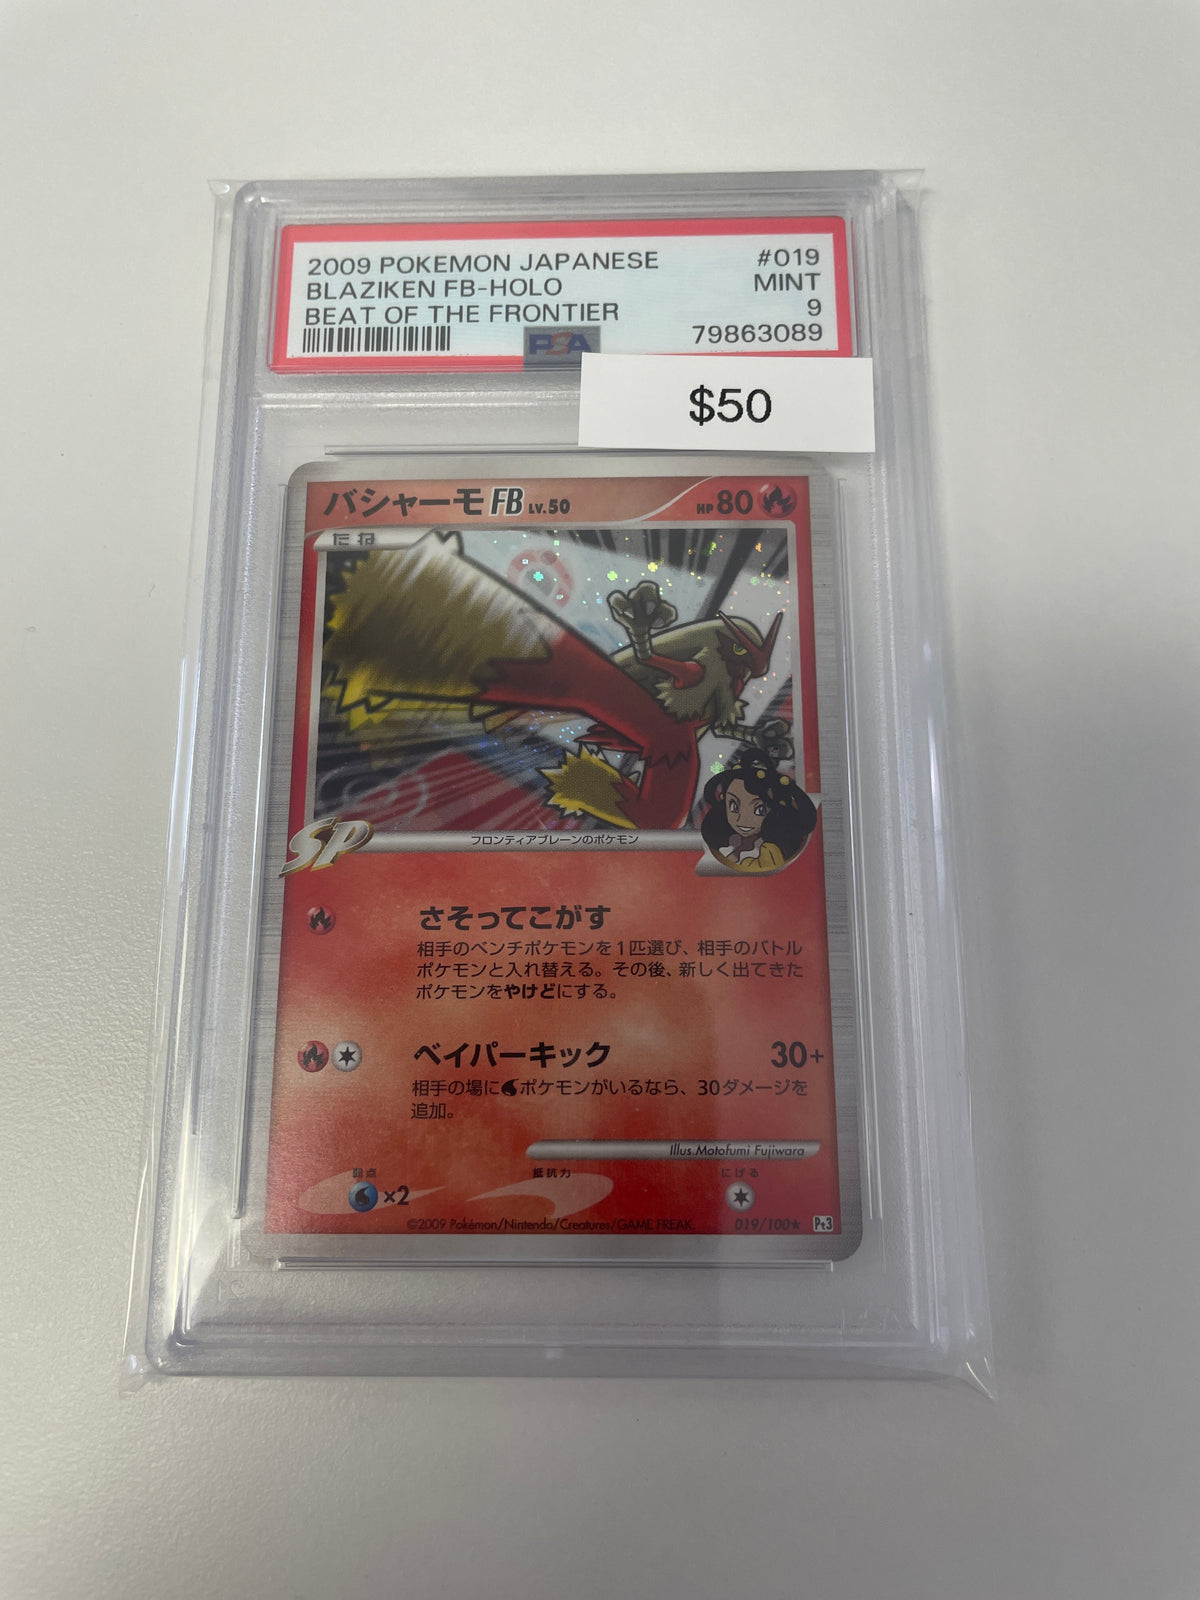 2009 POKEMON JAPANESE #019
BLAZIKEN FB-HOLO MINT
BEAT OF THE FRONTIER 9
79863089
PSA
$50
バシャーモ FB LV.50 HP 80
たね
SP
フロンティアブレーンのポケモン
さそってこがす
相手のベンチポケモンを1匹選び、相手のバトル
ポケモンと入れ替える。その後、新しく出てきた
ポケモンをやけどにする。
ベイパーキック 30+
相手の場にポケモンがいるなら、30ダメージを
追加。
Illus.Motofumi Fujiwara
弱点 抵抗力 にげる
×2
©2009 Pokémon/Nintendo/Creatures/GAME FREAK. 019/100★ Pt3